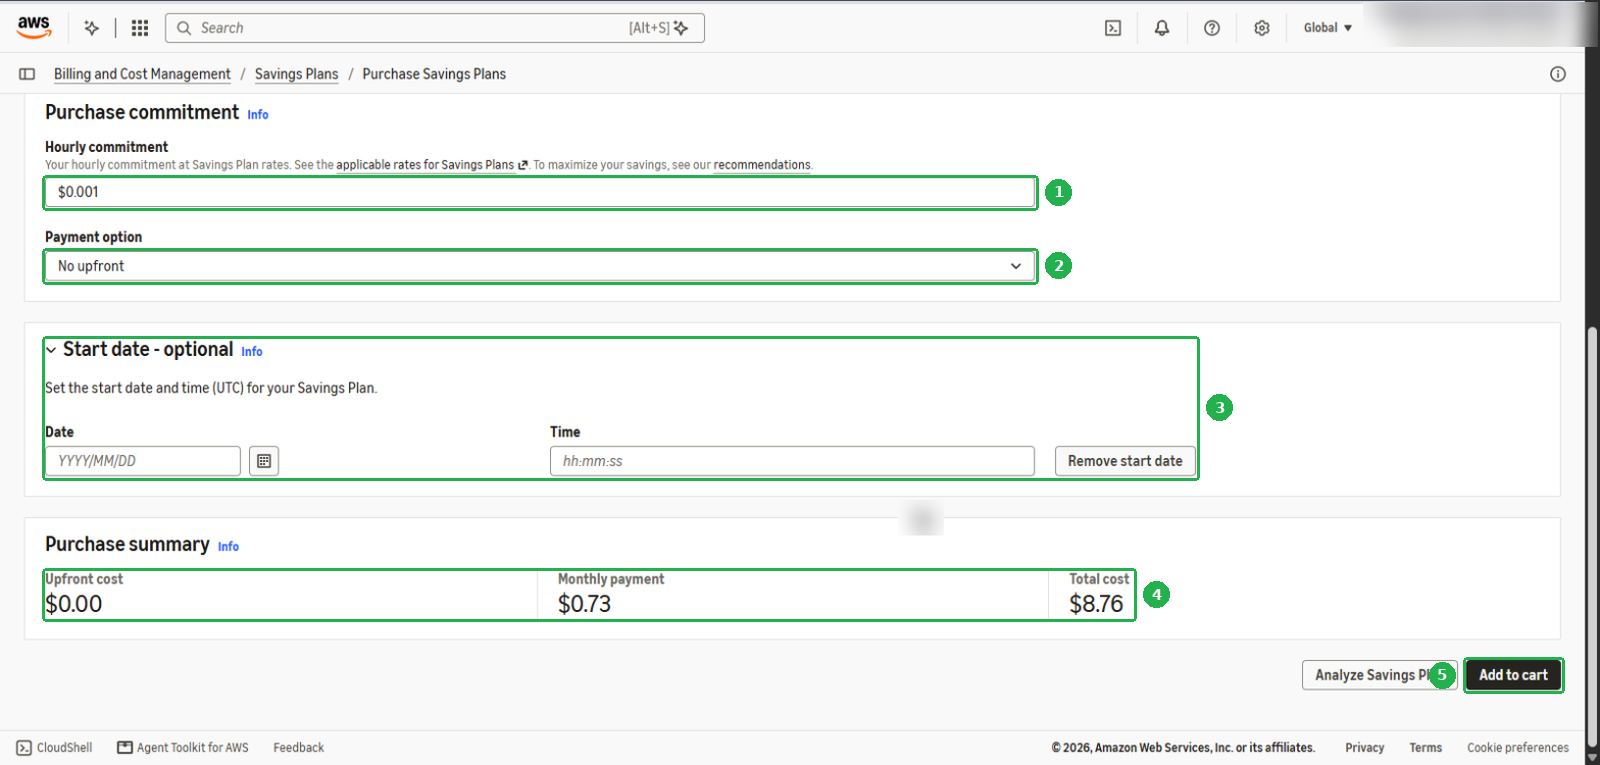 aws
Search [Alt+S]
Global
Billing and Cost Management / Savings Plans / Purchase Savings Plans
Purchase commitment Info
Hourly commitment
Your hourly commitment at Savings Plan rates. See the applicable rates for Savings Plans. To maximize your savings, see our recommendations.
$0.001
1
Payment option
No upfront
2
Start date - optional Info
Set the start date and time (UTC) for your Savings Plan.
3
Date Time
YYYY/MM/DD hh:mm:ss Remove start date
Purchase summary Info
Upfront cost Monthly payment Total cost
$0.00 $0.73 $8.76
4
Analyze Savings 5 Add to cart
CloudShell Agent Toolkit for AWS Feedback © 2026, Amazon Web Services, Inc. or its affiliates. Privacy Terms Cookie preferences